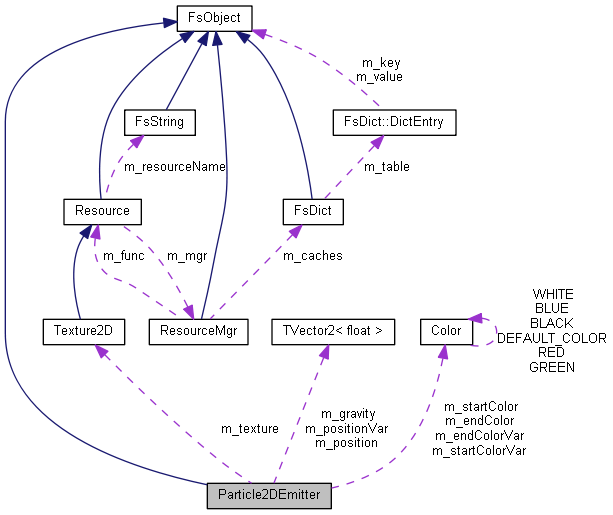 FsObject
m_key
m_value
FsString
FsDict::DictEntry
m_resourceName
m_table
Resource
FsDict
m_func
m_mgr
m_caches
WHITE
BLUE
BLACK
DEFAULT_COLOR
RED
GREEN
Texture2D
ResourceMgr
TVector2< float >
Color
m_texture
m_gravity
m_positionVar
m_position
m_startColor
m_endColor
m_endColorVar
m_startColorVar
Particle2DEmitter